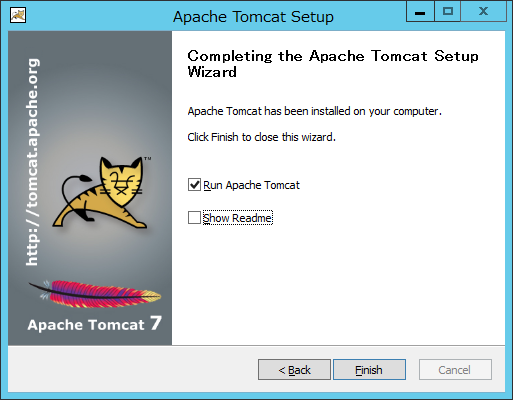 Apache Tomcat Setup
http://tomcat.apache.org
TM
Apache Tomcat 7
Completing the Apache Tomcat Setup
Wizard
Apache Tomcat has been installed on your computer.
Click Finish to close this wizard.
Run Apache Tomcat
Show Readme
< Back
Finish
Cancel